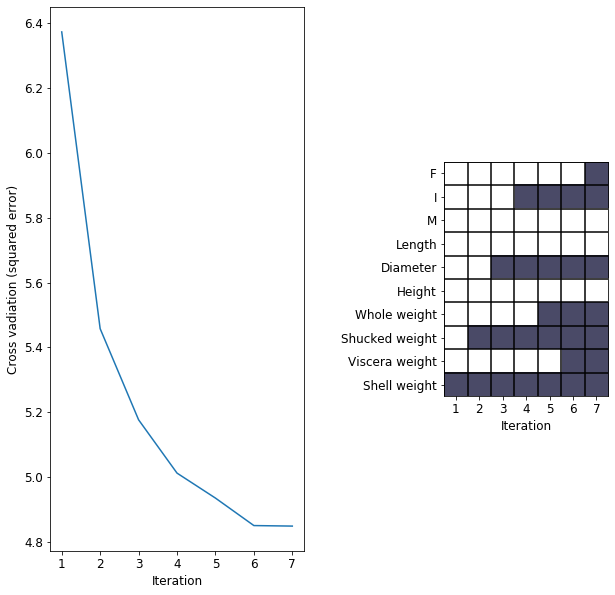 6.4
6.2
6.0
5.8
5.6
5.4
5.2
5.0
4.8
Cross vadiation (squared error)
1 2 3 4 5 6 7
Iteration
F
I
M
Length
Diameter
Height
Whole weight
Shucked weight
Viscera weight
Shell weight
1 2 3 4 5 6 7
Iteration